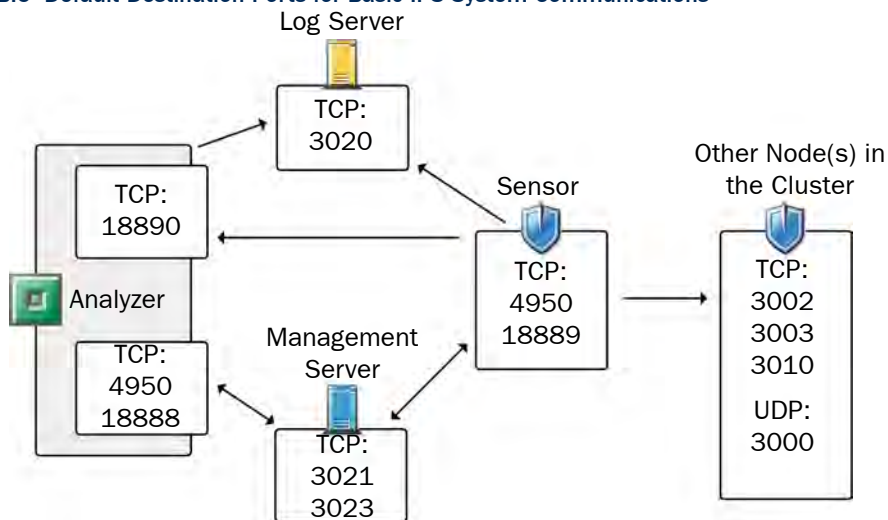 Default Destination Ports for Basic IPS System Communications
Log Server
TCP:
3020
TCP:
18890
Analyzer
TCP:
4950
18888
Management
Server
TCP:
3021
3023
Sensor
TCP:
4950
18889
Other Node(s) in
the Cluster
TCP:
3002
3003
3010
UDP:
3000